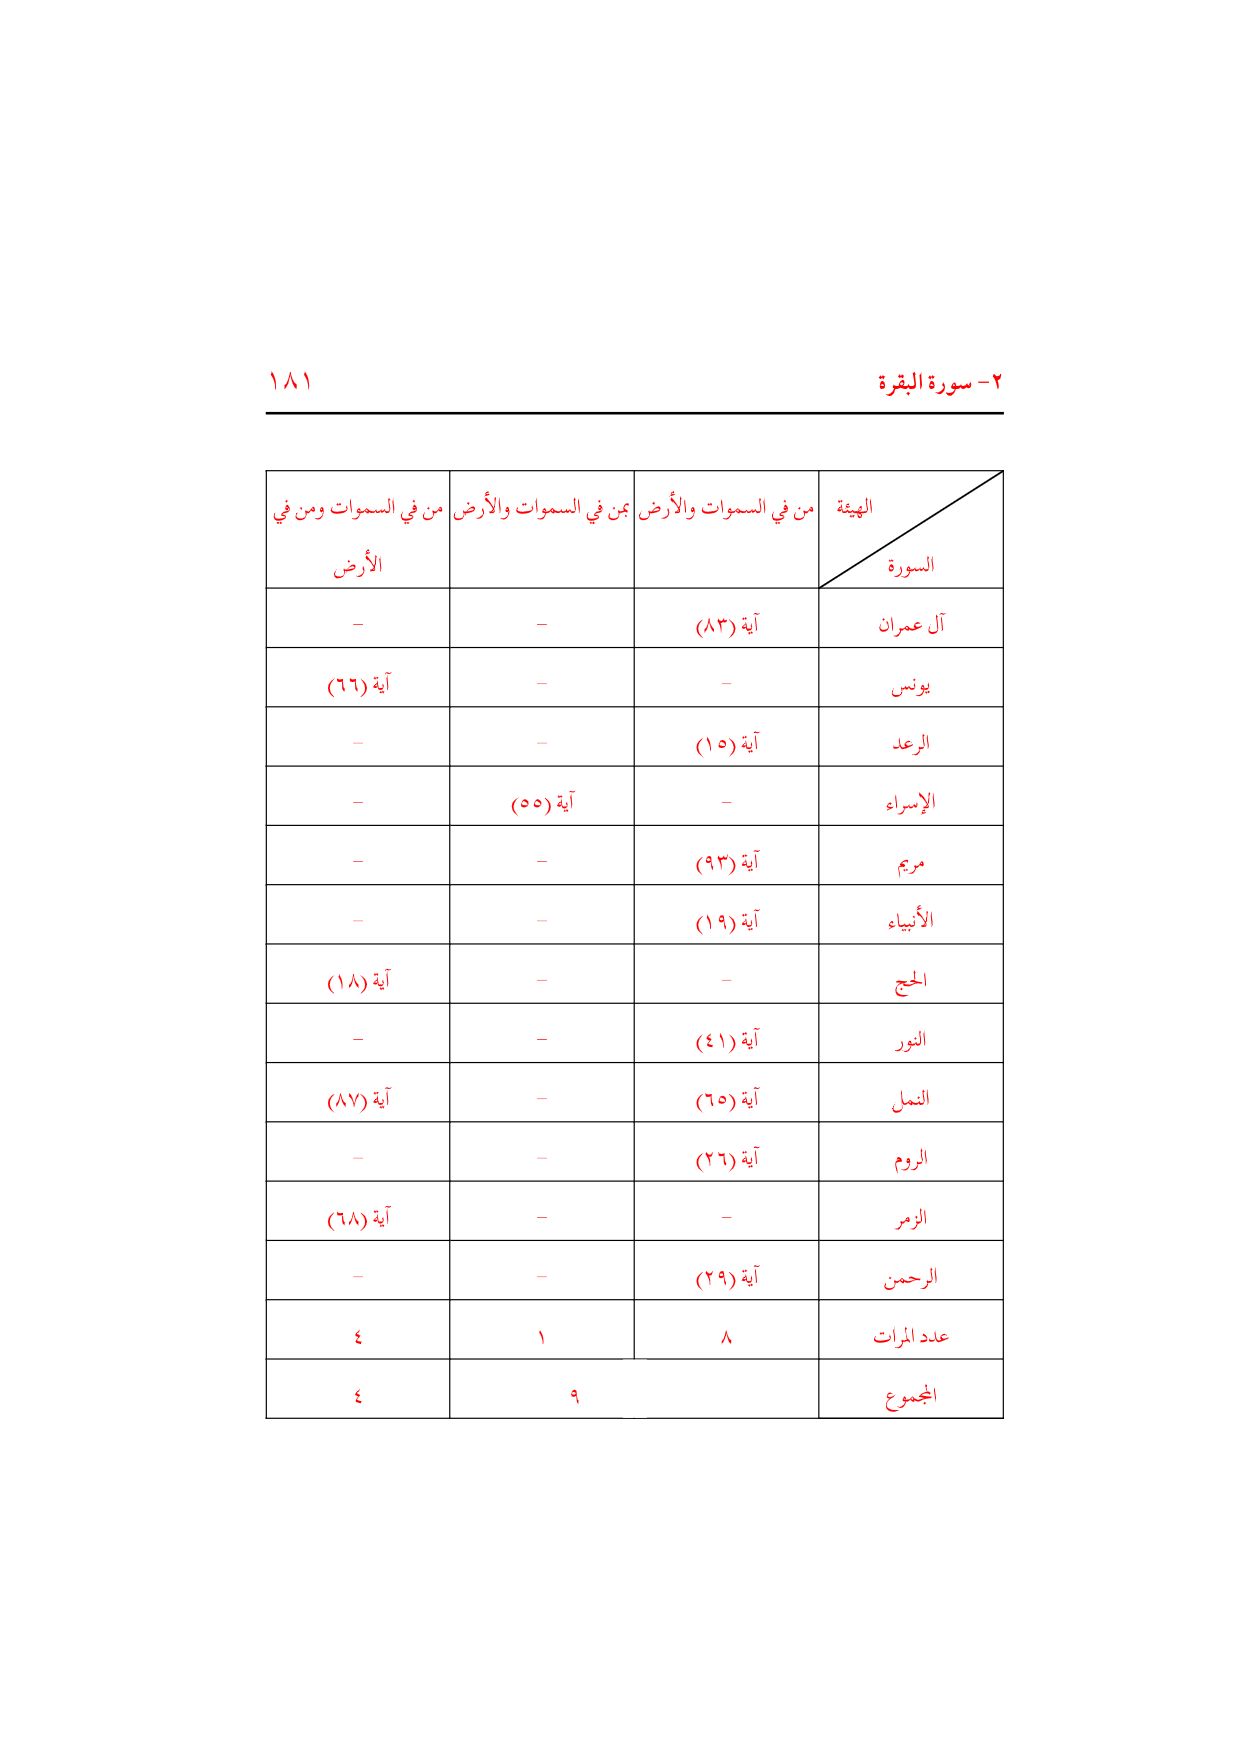 ٢- سورة البقرة ١٨١
الهيئة من في السموات والأرض بمن في السموات والأرض من في السموات ومن في
السورة الأرض
آل عمران آية (٨٣) – –
يونس – – آية (٦٦)
الرعد آية (١٥) – –
الإسراء – آية (٥٥) –
مريم آية (٩٣) – –
الأنبياء آية (١٩) – –
الحج – – آية (١٨)
النور آية (٤١) – –
النمل آية (٦٥) – آية (٨٧)
الروم آية (٢٦) – –
الزمر – – آية (٦٨)
الرحمن آية (٢٩) – –
عدد المرات ٨ ١ ٤
المجموع ٩ ٤